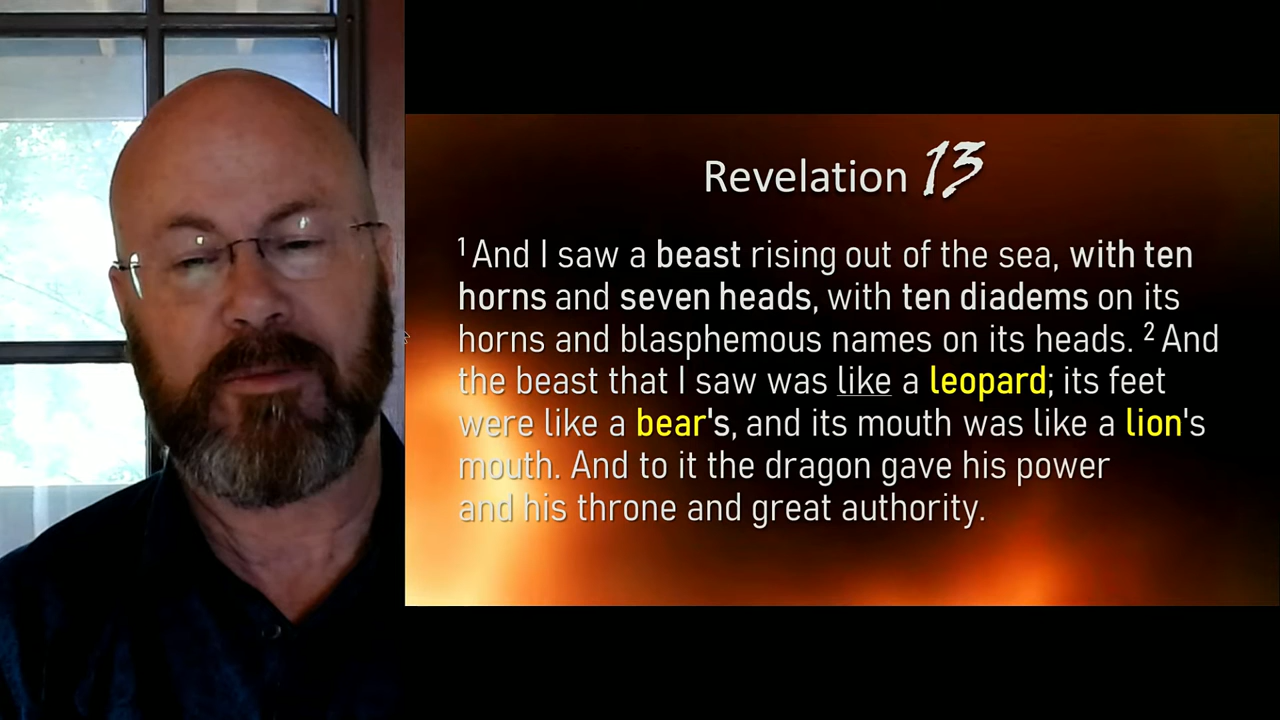 Revelation 13
¹ And I saw a beast rising out of the sea, with ten
horns and seven heads, with ten diadems on its
horns and blasphemous names on its heads. ² And
the beast that I saw was like a leopard; its feet
were like a bear's, and its mouth was like a lion's
mouth. And to it the dragon gave his power
and his throne and great authority.